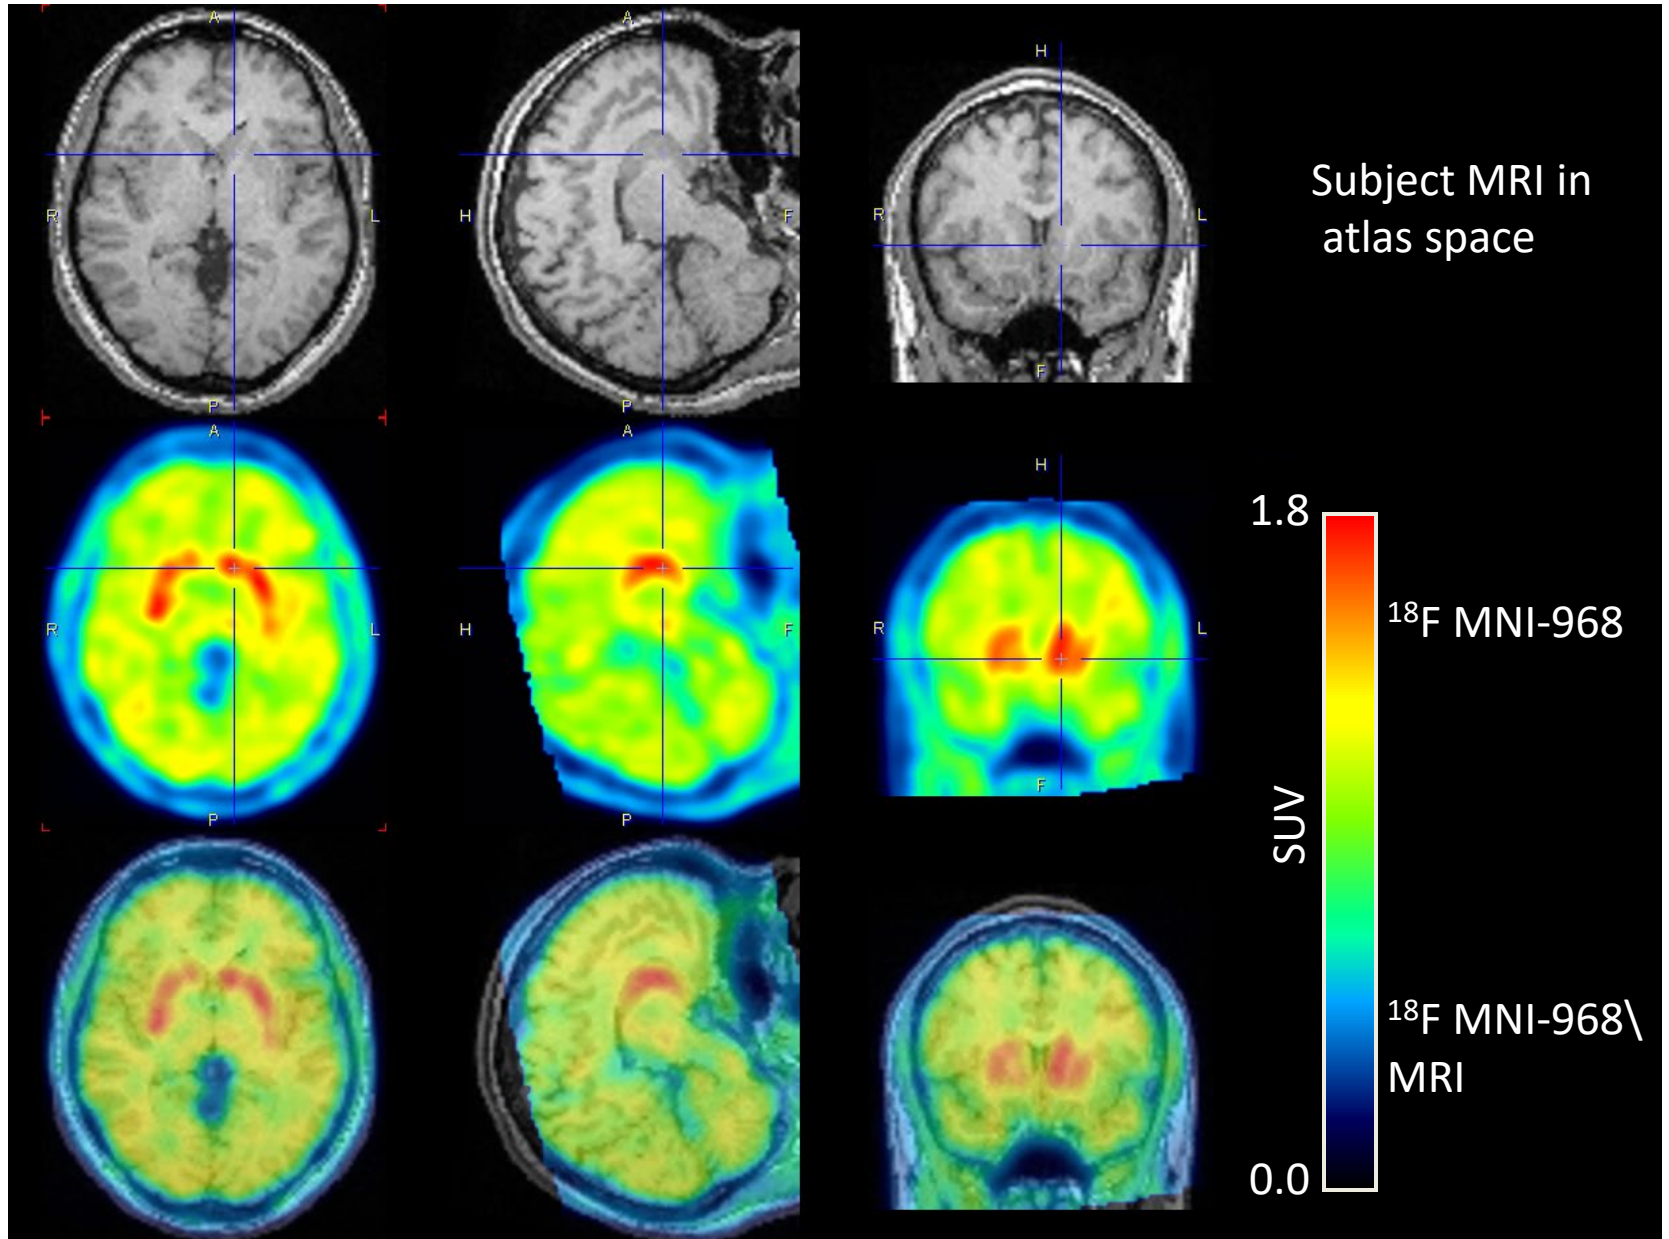 A
A
H
R
L
H
F
R
L
Subject MRI in
atlas space
P
P
F
A
A
H
1.8
R
L
H
F
R
L
¹⁸F MNI-968
P
P
F
SUV
¹⁸F MNI-968\
MRI
0.0